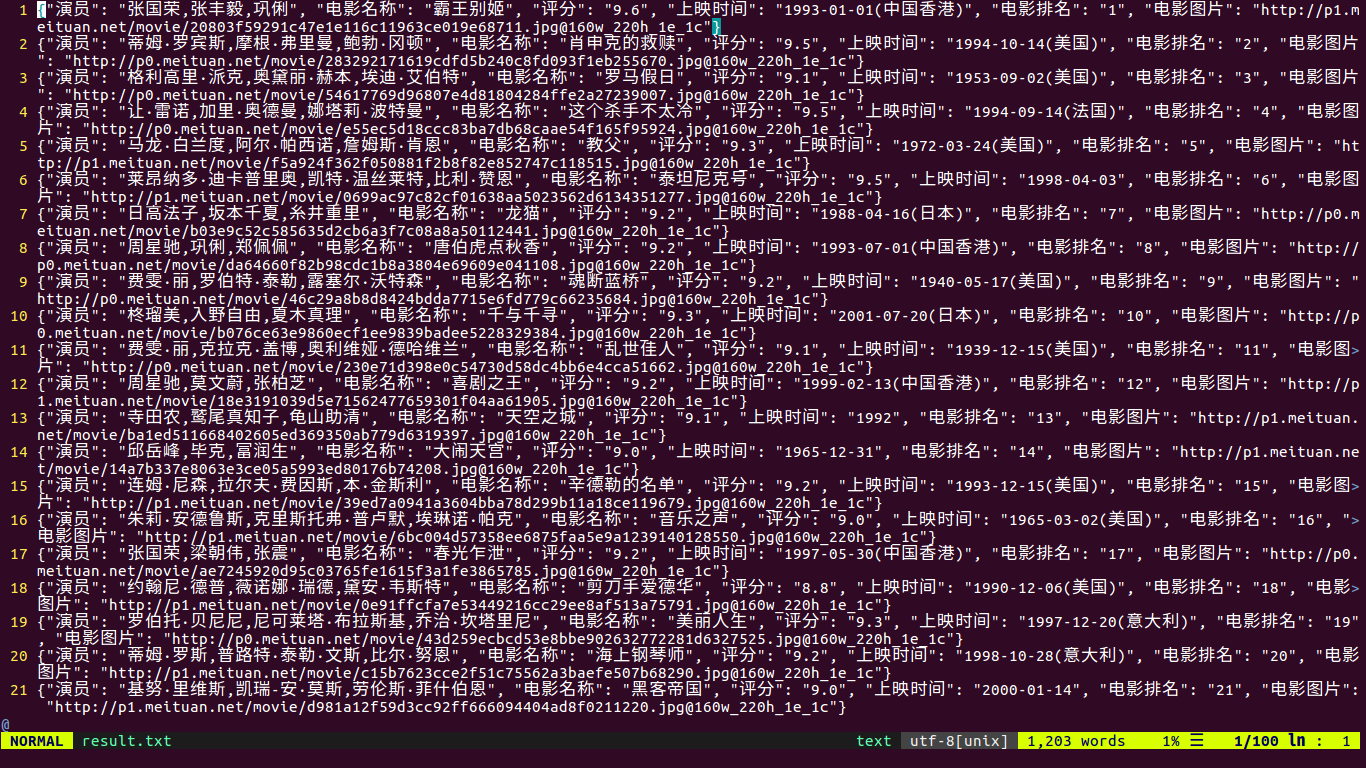 1 {"演员": "张国荣,张丰毅,巩俐", "电影名称": "霸王别姬", "评分": "9.6", "上映时间": "1993-01-01(中国香港)", "电影排名": "1", "电影图片": "http://p1.m
eituan.net/movie/20803f59291c47e1e116c11963ce019e68711.jpg@160w_220h_1e_1c"}
2 {"演员": "蒂姆·罗宾斯,摩根·弗里曼,鲍勃·冈顿", "电影名称": "肖申克的救赎", "评分": "9.5", "上映时间": "1994-10-14(美国)", "电影排名": "2", "电影图片
": "http://p0.meituan.net/movie/283292171619cdfd5b240c8fd093f1eb255670.jpg@160w_220h_1e_1c"}
3 {"演员": "格利高里·派克,奥黛丽·赫本,埃迪·艾伯特", "电影名称": "罗马假日", "评分": "9.1", "上映时间": "1953-09-02(美国)", "电影排名": "3", "电影图片
": "http://p0.meituan.net/movie/54617769d96807e4d81804284ffe2a27239007.jpg@160w_220h_1e_1c"}
4 {"演员": "让·雷诺,加里·奥德曼,娜塔莉·波特曼", "电影名称": "这个杀手不太冷", "评分": "9.5", "上映时间": "1994-09-14(法国)", "电影排名": "4", "电影图
片": "http://p0.meituan.net/movie/e55ec5d18ccc83ba7db68caae54f165f95924.jpg@160w_220h_1e_1c"}
5 {"演员": "马龙·白兰度,阿尔·帕西诺,詹姆斯·肯恩", "电影名称": "教父", "评分": "9.3", "上映时间": "1972-03-24(美国)", "电影排名": "5", "电影图片": "ht
tp://p1.meituan.net/movie/f5a924f362f050881f2b8f82e852747c118515.jpg@160w_220h_1e_1c"}
6 {"演员": "莱昂纳多·迪卡普里奥,凯特·温丝莱特,比利·赞恩", "电影名称": "泰坦尼克号", "评分": "9.5", "上映时间": "1998-04-03", "电影排名": "6", "电影图
片": "http://p1.meituan.net/movie/0699ac97c82cf01638aa5023562d6134351277.jpg@160w_220h_1e_1c"}
7 {"演员": "日高法子,坂本千夏,糸井重里", "电影名称": "龙猫", "评分": "9.2", "上映时间": "1988-04-16(日本)", "电影排名": "7", "电影图片": "http://p0.m
eituan.net/movie/b03e9c52c585635d2cb6a3f7c08a8a50112441.jpg@160w_220h_1e_1c"}
8 {"演员": "周星驰,巩俐,郑佩佩", "电影名称": "唐伯虎点秋香", "评分": "9.2", "上映时间": "1993-07-01(中国香港)", "电影排名": "8", "电影图片": "http://
p0.meituan.net/movie/da64660f82b98cdc1b8a3804e69609e041108.jpg@160w_220h_1e_1c"}
9 {"演员": "费雯·丽,罗伯特·泰勒,露塞尔·沃特森", "电影名称": "魂断蓝桥", "评分": "9.2", "上映时间": "1940-05-17(美国)", "电影排名": "9", "电影图片": "
http://p0.meituan.net/movie/46c29a8b8d8424bdda7715e6fd779c66235684.jpg@160w_220h_1e_1c"}
10 {"演员": "柊瑠美,入野自由,夏木真理", "电影名称": "千与千寻", "评分": "9.3", "上映时间": "2001-07-20(日本)", "电影排名": "10", "电影图片": "http://p
0.meituan.net/movie/b076ce63e9860ecf1ee9839badee5228329384.jpg@160w_220h_1e_1c"}
11 {"演员": "费雯·丽,克拉克·盖博,奥利维娅·德哈维兰", "电影名称": "乱世佳人", "评分": "9.1", "上映时间": "1939-12-15(美国)", "电影排名": "11", "电影图>
片": "http://p0.meituan.net/movie/230e71d398e0c54730d58dc4bb6e4cca51662.jpg@160w_220h_1e_1c"}
12 {"演员": "周星驰,莫文蔚,张柏芝", "电影名称": "喜剧之王", "评分": "9.2", "上映时间": "1999-02-13(中国香港)", "电影排名": "12", "电影图片": "http://p
1.meituan.net/movie/18e3191039d5e71562477659301f04aa61905.jpg@160w_220h_1e_1c"}
13 {"演员": "寺田农,鹫尾真知子,龟山助清", "电影名称": "天空之城", "评分": "9.1", "上映时间": "1992", "电影排名": "13", "电影图片": "http://p1.meituan.
net/movie/ba1ed511668402605ed369350ab779d6319397.jpg@160w_220h_1e_1c"}
14 {"演员": "邱岳峰,毕克,富润生", "电影名称": "大闹天宫", "评分": "9.0", "上映时间": "1965-12-31", "电影排名": "14", "电影图片": "http://p1.meituan.ne
t/movie/14a7b337e8063e3ce05a5993ed80176b74208.jpg@160w_220h_1e_1c"}
15 {"演员": "连姆·尼森,拉尔夫·费因斯,本·金斯利", "电影名称": "辛德勒的名单", "评分": "9.2", "上映时间": "1993-12-15(美国)", "电影排名": "15", "电影图>
片": "http://p1.meituan.net/movie/39ed7a0941a3604bba78d299b11a18ce119679.jpg@160w_220h_1e_1c"}
16 {"演员": "朱莉·安德鲁斯,克里斯托弗·普卢默,埃琳诺·帕克", "电影名称": "音乐之声", "评分": "9.0", "上映时间": "1965-03-02(美国)", "电影排名": "16", ">
电影图片": "http://p1.meituan.net/movie/6bc004d57358ee6875faa5e9a1239140128550.jpg@160w_220h_1e_1c"}
17 {"演员": "张国荣,梁朝伟,张震", "电影名称": "春光乍泄", "评分": "9.2", "上映时间": "1997-05-30(中国香港)", "电影排名": "17", "电影图片": "http://p0.
meituan.net/movie/ae7245920d95c03765fe1615f3a1fe3865785.jpg@160w_220h_1e_1c"}
18 {"演员": "约翰尼·德普,薇诺娜·瑞德,黛安·韦斯特", "电影名称": "剪刀手爱德华", "评分": "8.8", "上映时间": "1990-12-06(美国)", "电影排名": "18", "电影>
图片": "http://p1.meituan.net/movie/0e91ffcfa7e53449216cc29ee8af513a75791.jpg@160w_220h_1e_1c"}
19 {"演员": "罗伯托·贝尼尼,尼可莱塔·布拉斯基,乔治·坎塔里尼", "电影名称": "美丽人生", "评分": "9.3", "上映时间": "1997-12-20(意大利)", "电影排名": "19"
, "电影图片": "http://p0.meituan.net/movie/43d259ecbcd53e8bbe902632772281d6327525.jpg@160w_220h_1e_1c"}
20 {"演员": "蒂姆·罗斯,普路特·泰勒·文斯,比尔·努恩", "电影名称": "海上钢琴师", "评分": "9.2", "上映时间": "1998-10-28(意大利)", "电影排名": "20", "电影
图片": "http://p1.meituan.net/movie/c15b7623cce2f51c75562a3baefe507b68290.jpg@160w_220h_1e_1c"}
21 {"演员": "基努·里维斯,凯瑞-安·莫斯,劳伦斯·菲什伯恩", "电影名称": "黑客帝国", "评分": "9.0", "上映时间": "2000-01-14", "电影排名": "21", "电影图片":
"http://p1.meituan.net/movie/d981a12f59d3cc92ff666094404ad8f0211220.jpg@160w_220h_1e_1c"}
@
NORMAL result.txt text utf-8[unix] 1,203 words 1% ☰ 1/100 ln : 1